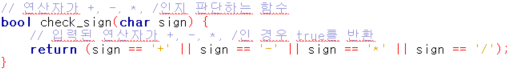 // 연산자가 +, -, *, /인지 판단하는 함수
bool check_sign(char sign) {
// 입력된 연산자가 +, -, *, /인 경우 true를 반환
return (sign == '+' || sign == '-' || sign == '*' || sign == '/');
}